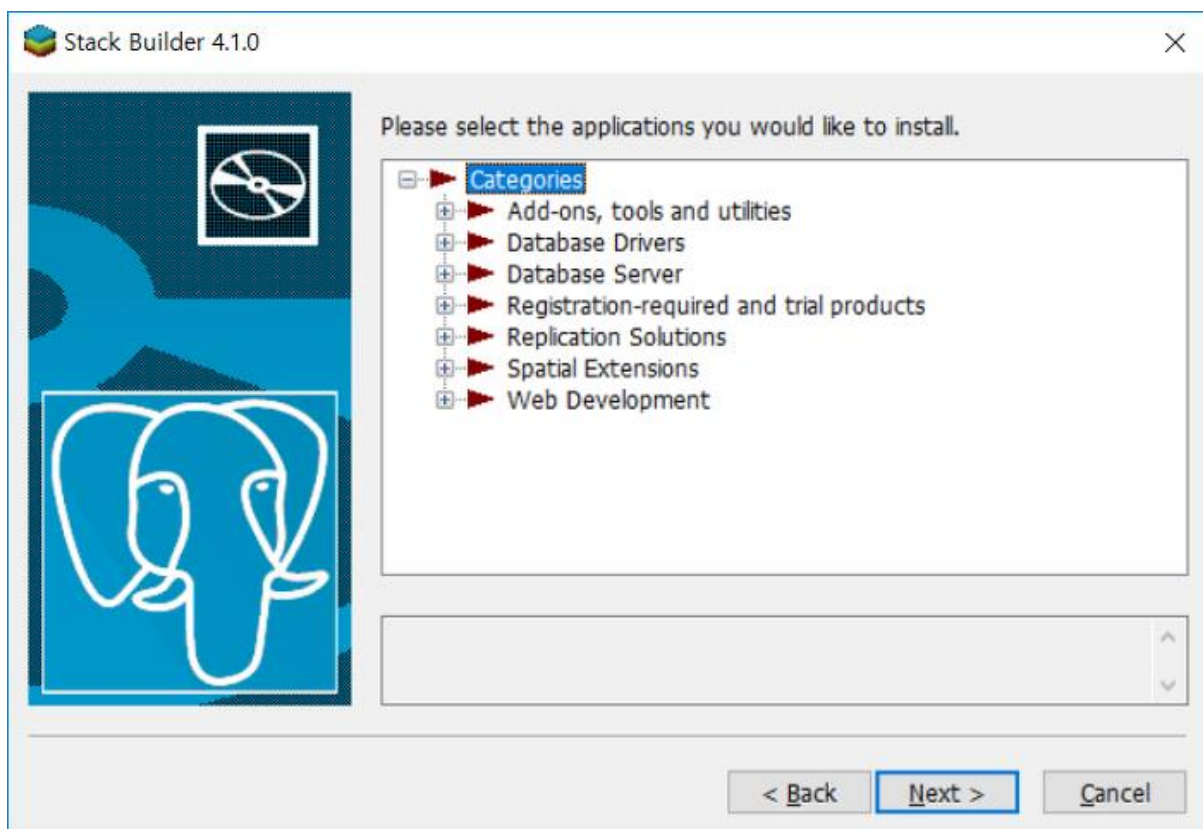 Stack Builder 4.1.0
Please select the applications you would like to install.
Categories
Add-ons, tools and utilities
Database Drivers
Database Server
Registration-required and trial products
Replication Solutions
Spatial Extensions
Web Development
< Back
Next >
Cancel